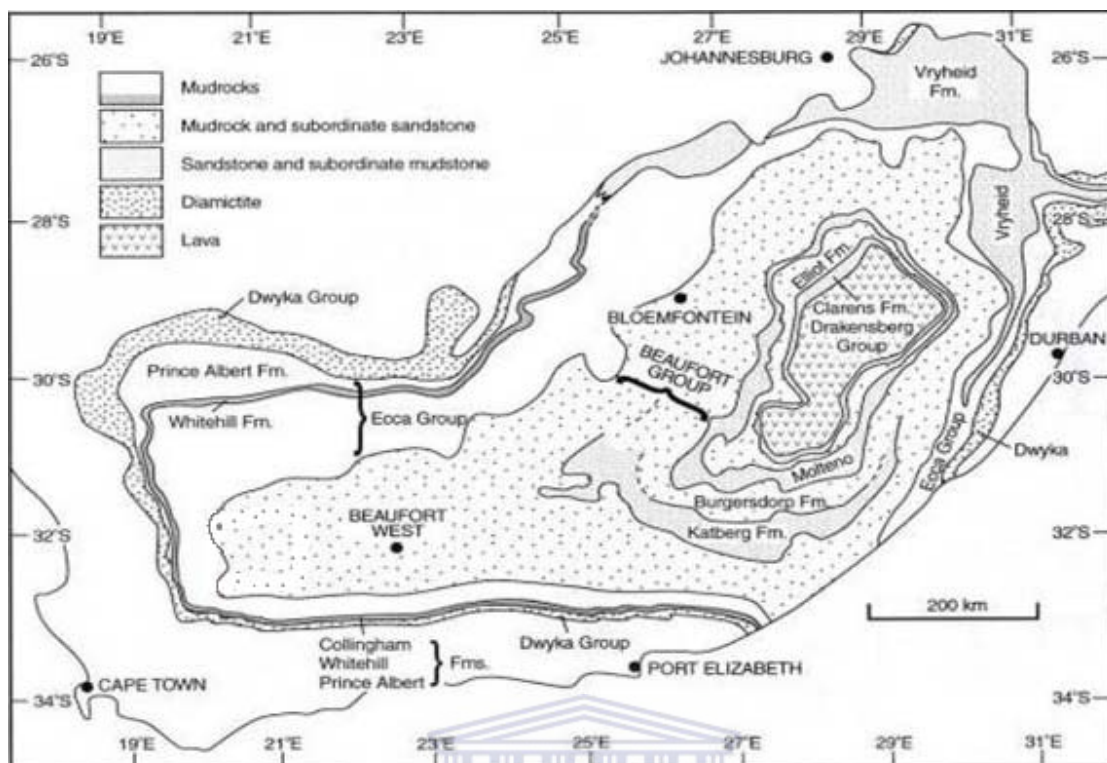 19°E 21°E 23°E 25°E 27°E 29°E 31°E
26°S
28°S
30°S
32°S
34°S
Mudrocks
Mudrock and subordinate sandstone
Sandstone and subordinate mudstone
Diamictite
Lava
JOHANNESBURG
Vryheid
Fm.
26°S
Vryheid
28°S
Dwyka Group
Elliot Fm.
Clarens Fm.
Drakensberg
Group
BLOEMFONTEIN
DURBAN
30°S
BEAUFORT
GROUP
Prince Albert Fm.
Whitehill Fm.
Ecca Group
Ecca Group
Dwyka
Molteno
Burgersdorp Fm.
Katberg Fm.
BEAUFORT
WEST
32°S
200 km
Collingham
Whitehill
Prince Albert
Fms.
Dwyka Group
PORT ELIZABETH
CAPE TOWN
34°S
19°E 21°E 23°E 25°E 27°E 29°E 31°E